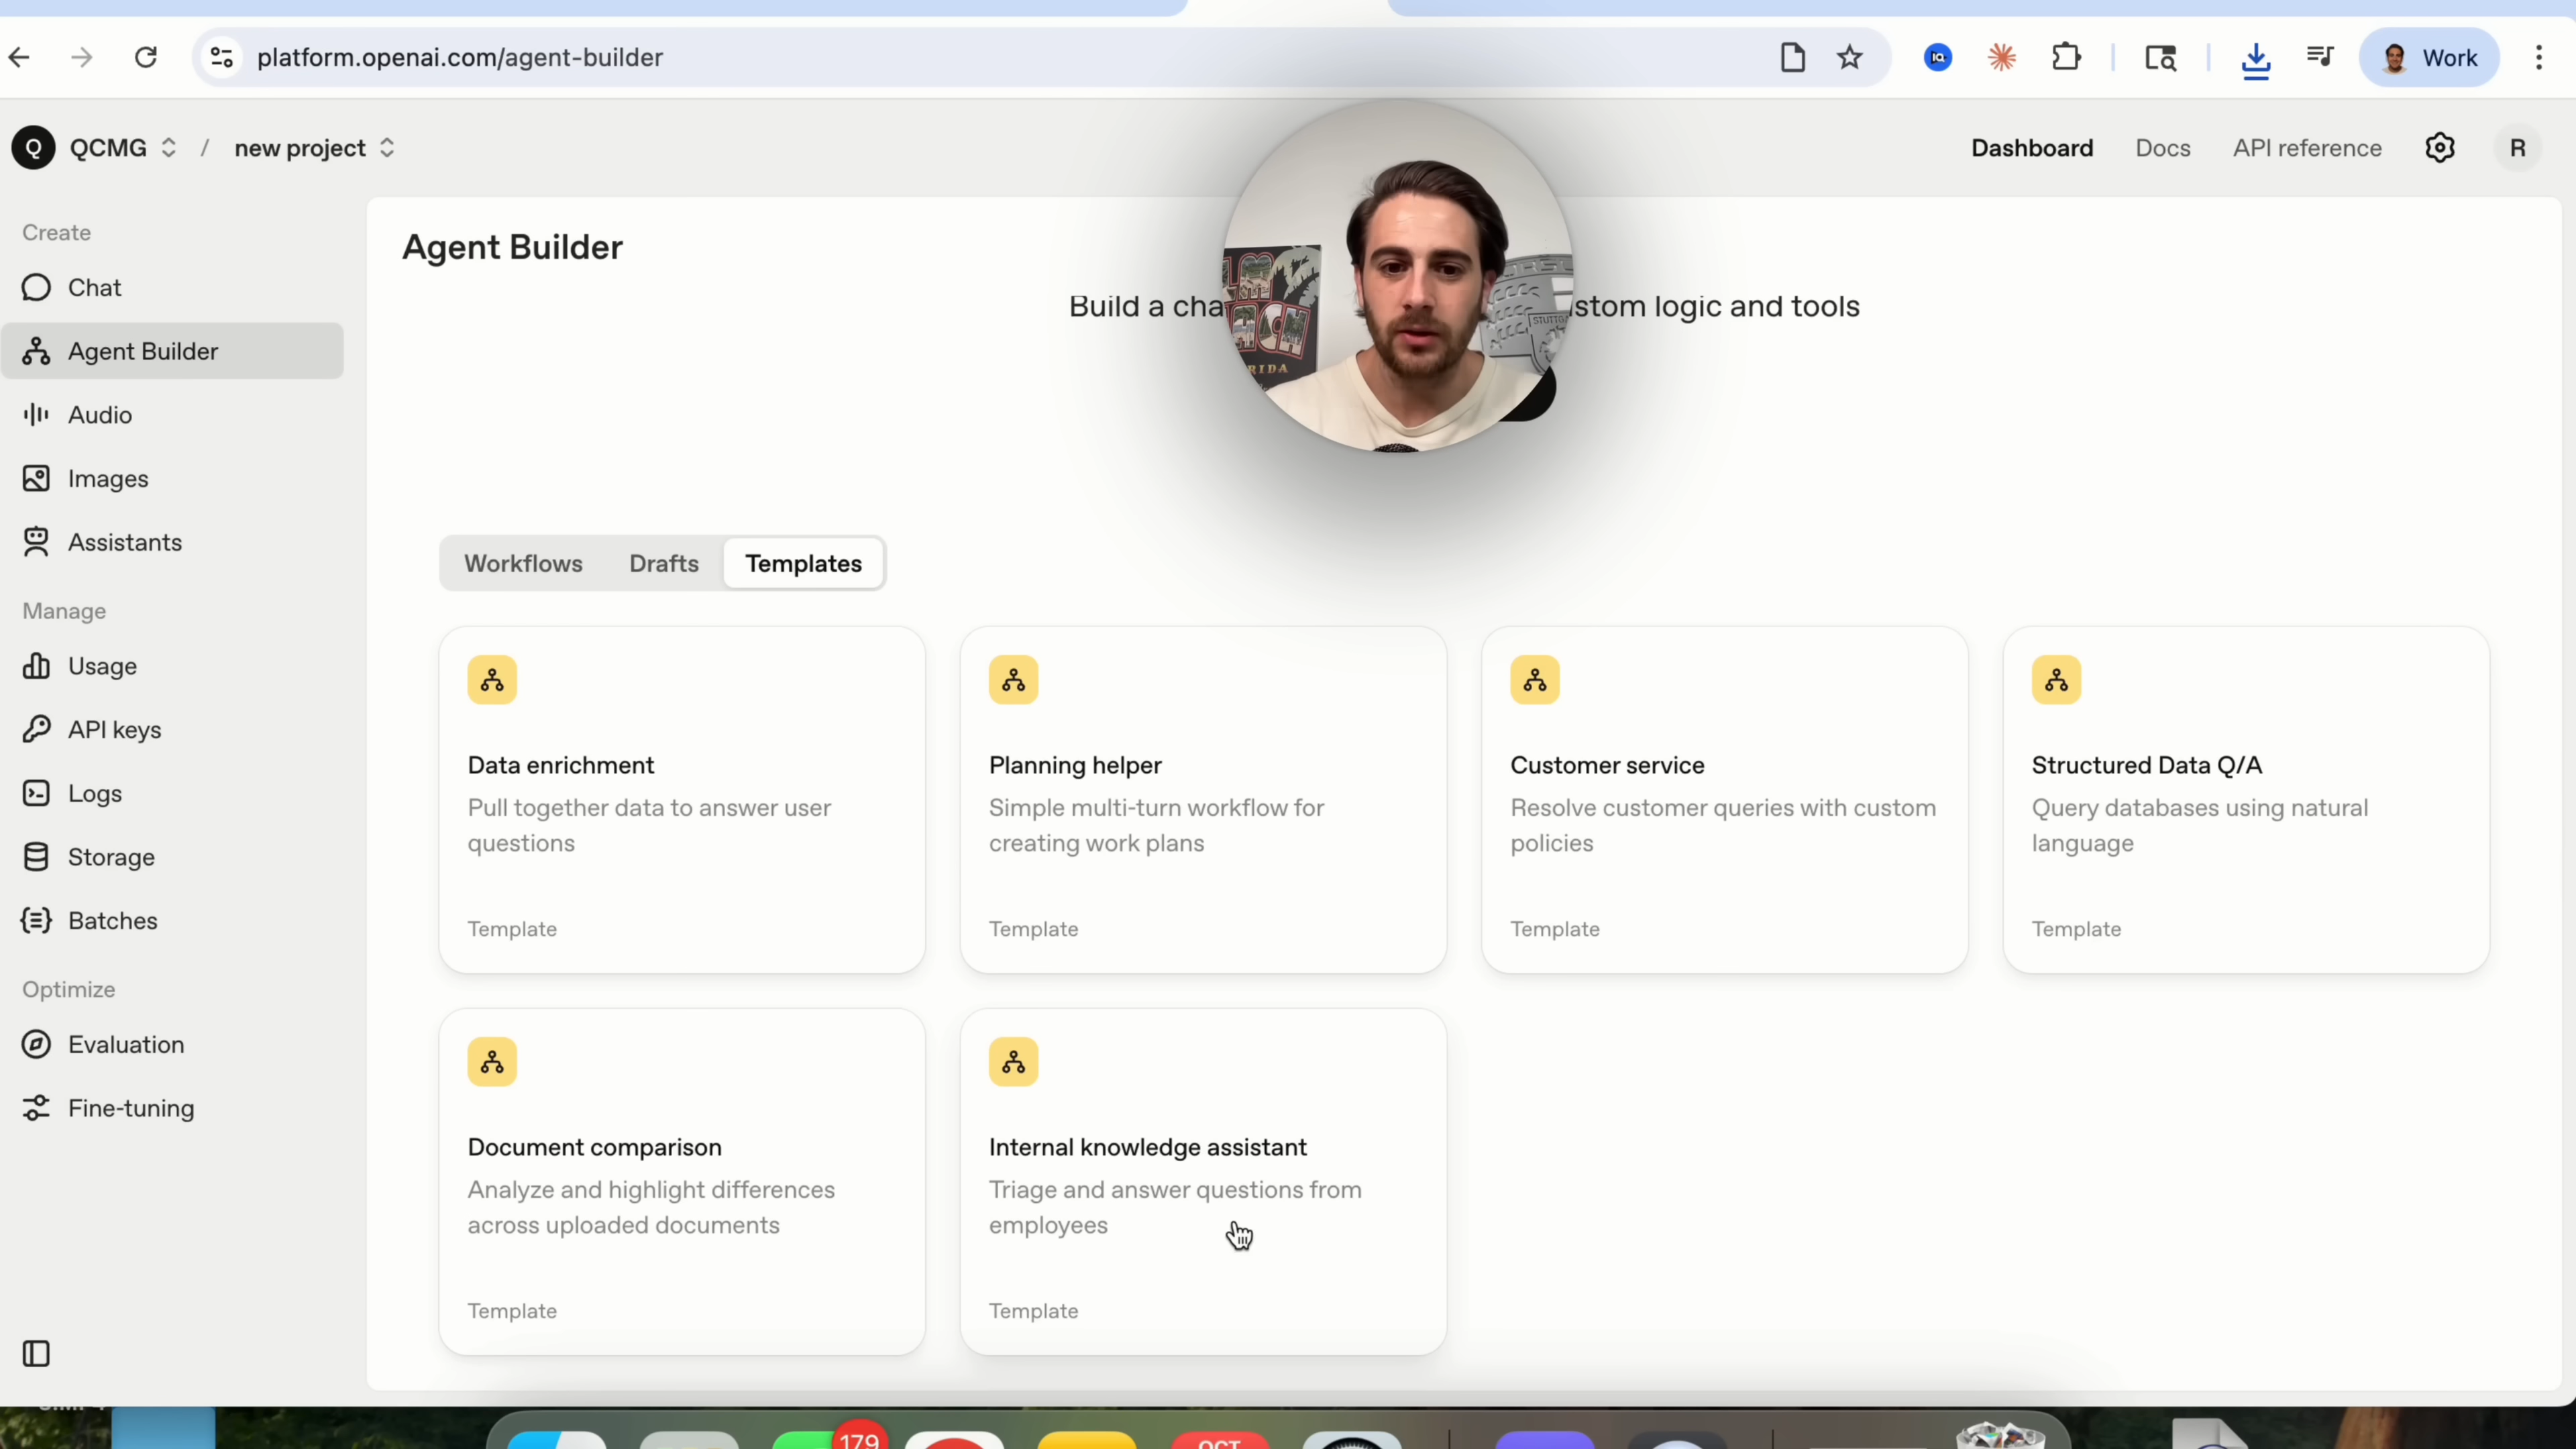 platform.openai.com/agent-builder
Work
Q QCMG / new project
Dashboard
Docs
API reference
R
Create
Chat
Agent Builder
Audio
Images
Assistants
Manage
Usage
API keys
Logs
Storage
Batches
Optimize
Evaluation
Fine-tuning
Agent Builder
Build a cha
stom logic and tools
RIDA
Workflows
Drafts
Templates
Data enrichment
Pull together data to answer user
questions
Template
Planning helper
Simple multi-turn workflow for
creating work plans
Template
Customer service
Resolve customer queries with custom
policies
Template
Structured Data Q/A
Query databases using natural
language
Template
Document comparison
Analyze and highlight differences
across uploaded documents
Template
Internal knowledge assistant
Triage and answer questions from
employees
Template
179
OCT